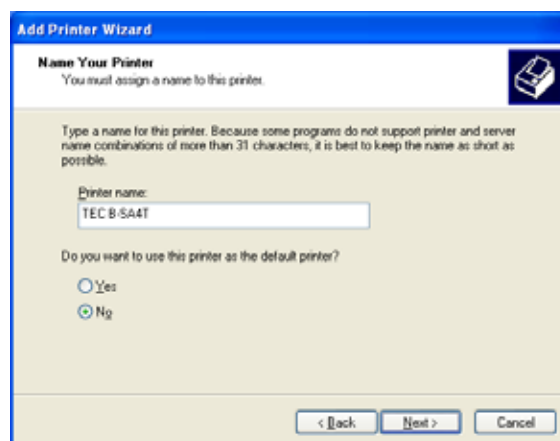 Add Printer Wizard
Name Your Printer
You must assign a name to this printer.
Type a name for this printer. Because some programs do not support printer and server
name combinations of more than 31 characters, it is best to keep the name as short as
possible.
Printer name:
TEC B-SA4T
Do you want to use this printer as the default printer?
Yes
No
< Back
Next >
Cancel